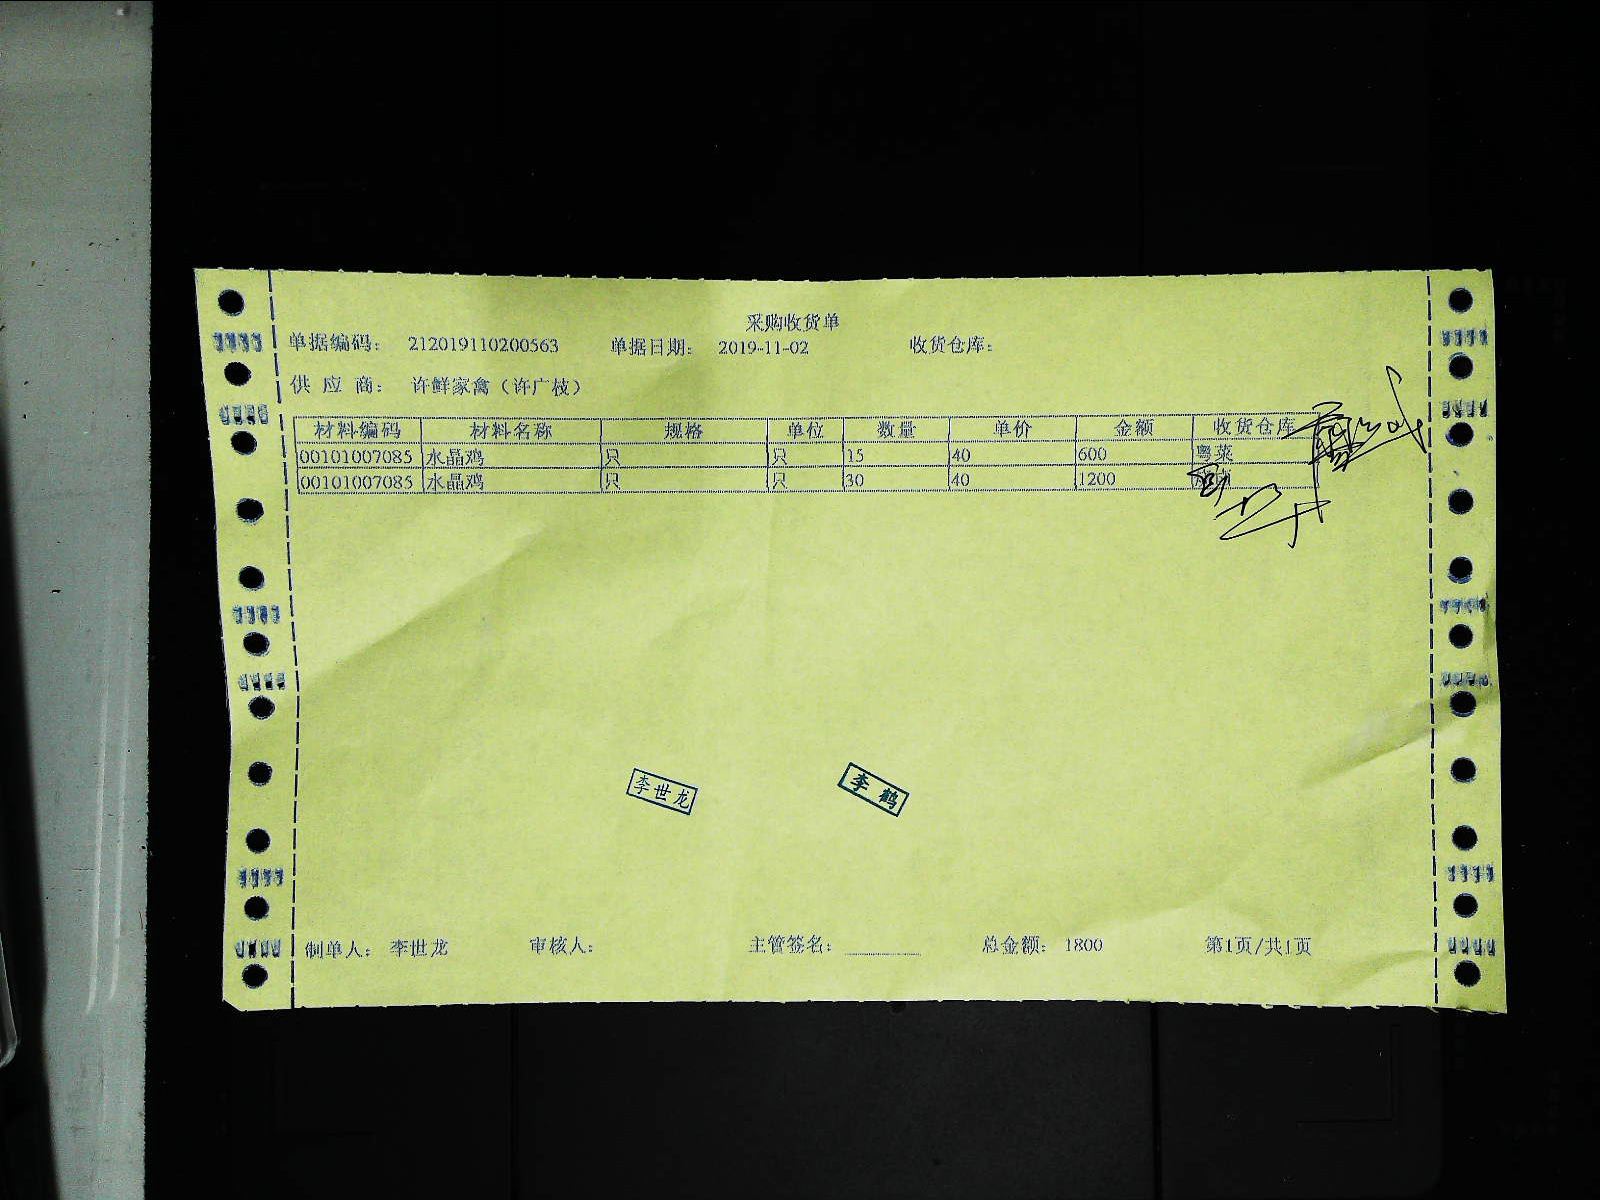 采购收货单
单据编码: 212019110200563 单据日期: 2019-11-02 收货仓库:
供 应 商: 许鲜家禽(许广枝)
材料编码 材料名称 规格 单位 数量 单价 金额 收货仓库
00101007085 水晶鸡 只 只 15 40 600 粤菜
00101007085 水晶鸡 只 只 30 40 1200
李世龙 李鹤
制单人: 李世龙 审核人: 主管签名: 总金额: 1800 第1页/共1页